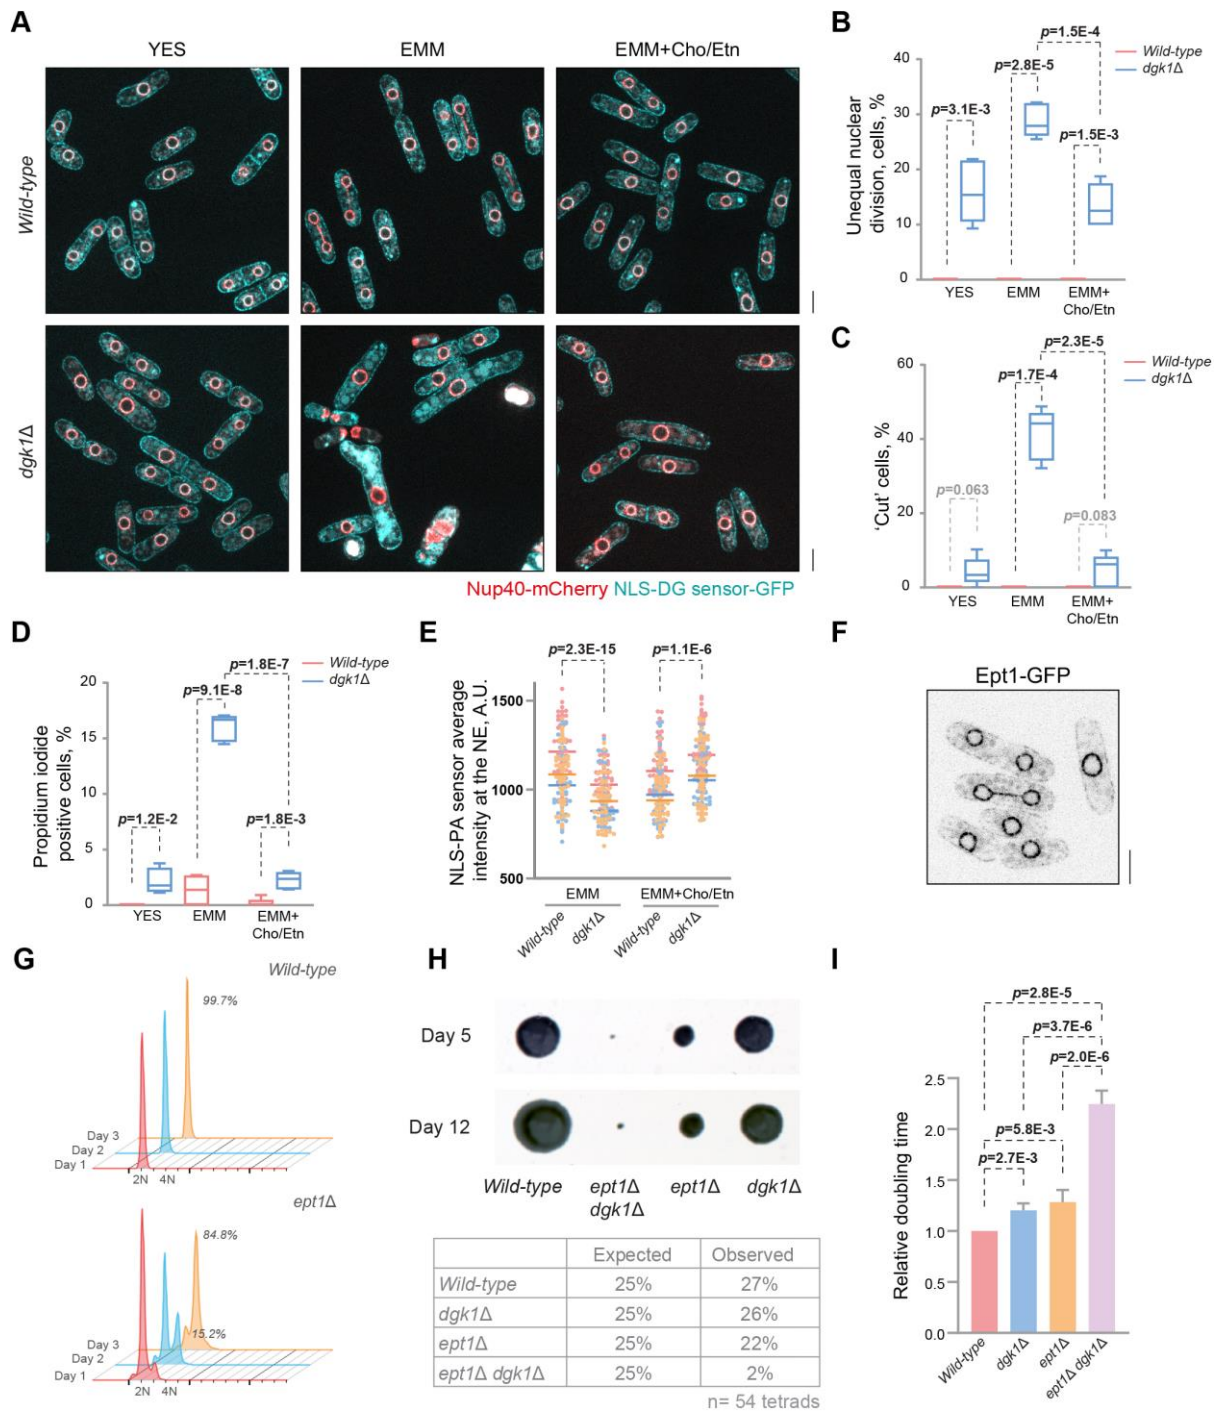 A
YES
EMM
EMM+Cho/Etn
Wild-type
dgk1Δ
Nup40-mCherry NLS-DG sensor-GFP
B
Unequal nuclear
division, cells, %
40
30
20
10
0
p=3.1E-3
p=2.8E-5
p=1.5E-4
p=1.5E-3
Wild-type
dgk1Δ
YES
EMM
EMM+
Cho/Etn
C
'Cut' cells, %
60
40
20
0
p=0.063
p=1.7E-4
p=2.3E-5
p=0.083
Wild-type
dgk1Δ
YES
EMM
EMM+
Cho/Etn
D
Propidium iodide
positive cells, %
20
15
10
5
0
p=1.2E-2
p=9.1E-8
p=1.8E-7
p=1.8E-3
Wild-type
dgk1Δ
YES
EMM
EMM+
Cho/Etn
E
NLS-PA sensor average
intensity at the NE, A.U.
1500
1000
500
p=2.3E-15
p=1.1E-6
EMM
EMM+Cho/Etn
Wild-type
dgk1Δ
Wild-type
dgk1Δ
F
Ept1-GFP
G
Wild-type
99.7%
Day 3
Day 2
Day 1
2N
4N
ept1Δ
84.8%
15.2%
Day 3
Day 2
Day 1
2N
4N
H
Day 5
Day 12
Wild-type
ept1Δ
dgk1Δ
ept1Δ
dgk1Δ
Expected Observed
Wild-type 25% 27%
dgk1Δ 25% 26%
ept1Δ 25% 22%
ept1Δ dgk1Δ 25% 2%
n= 54 tetrads
I
Relative doubling time
2.5
2.0
1.5
1.0
0.5
0.0
p=2.8E-5
p=3.7E-6
p=2.0E-6
p=5.8E-3
p=2.7E-3
Wild-type
dgk1Δ
ept1Δ
ept1Δ dgk1Δ